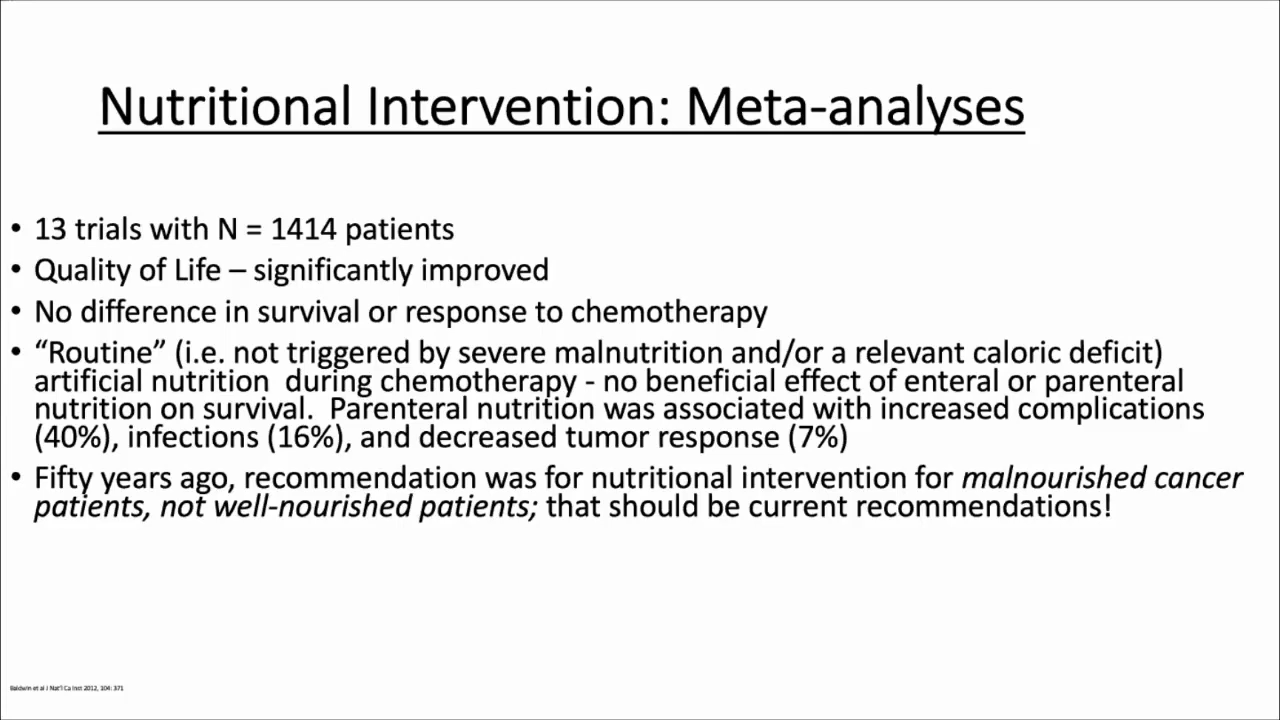 Nutritional Intervention: Meta-analyses
• 13 trials with N = 1414 patients
• Quality of Life – significantly improved
• No difference in survival or response to chemotherapy
• “Routine” (i.e. not triggered by severe malnutrition and/or a relevant caloric deficit)
artificial nutrition during chemotherapy - no beneficial effect of enteral or parenteral
nutrition on survival. Parenteral nutrition was associated with increased complications
(40%), infections (16%), and decreased tumor response (7%)
• Fifty years ago, recommendation was for nutritional intervention for malnourished cancer
patients, not well-nourished patients; that should be current recommendations!
Baldwin et al J Nat'l Ca Inst 2012, 104: 371